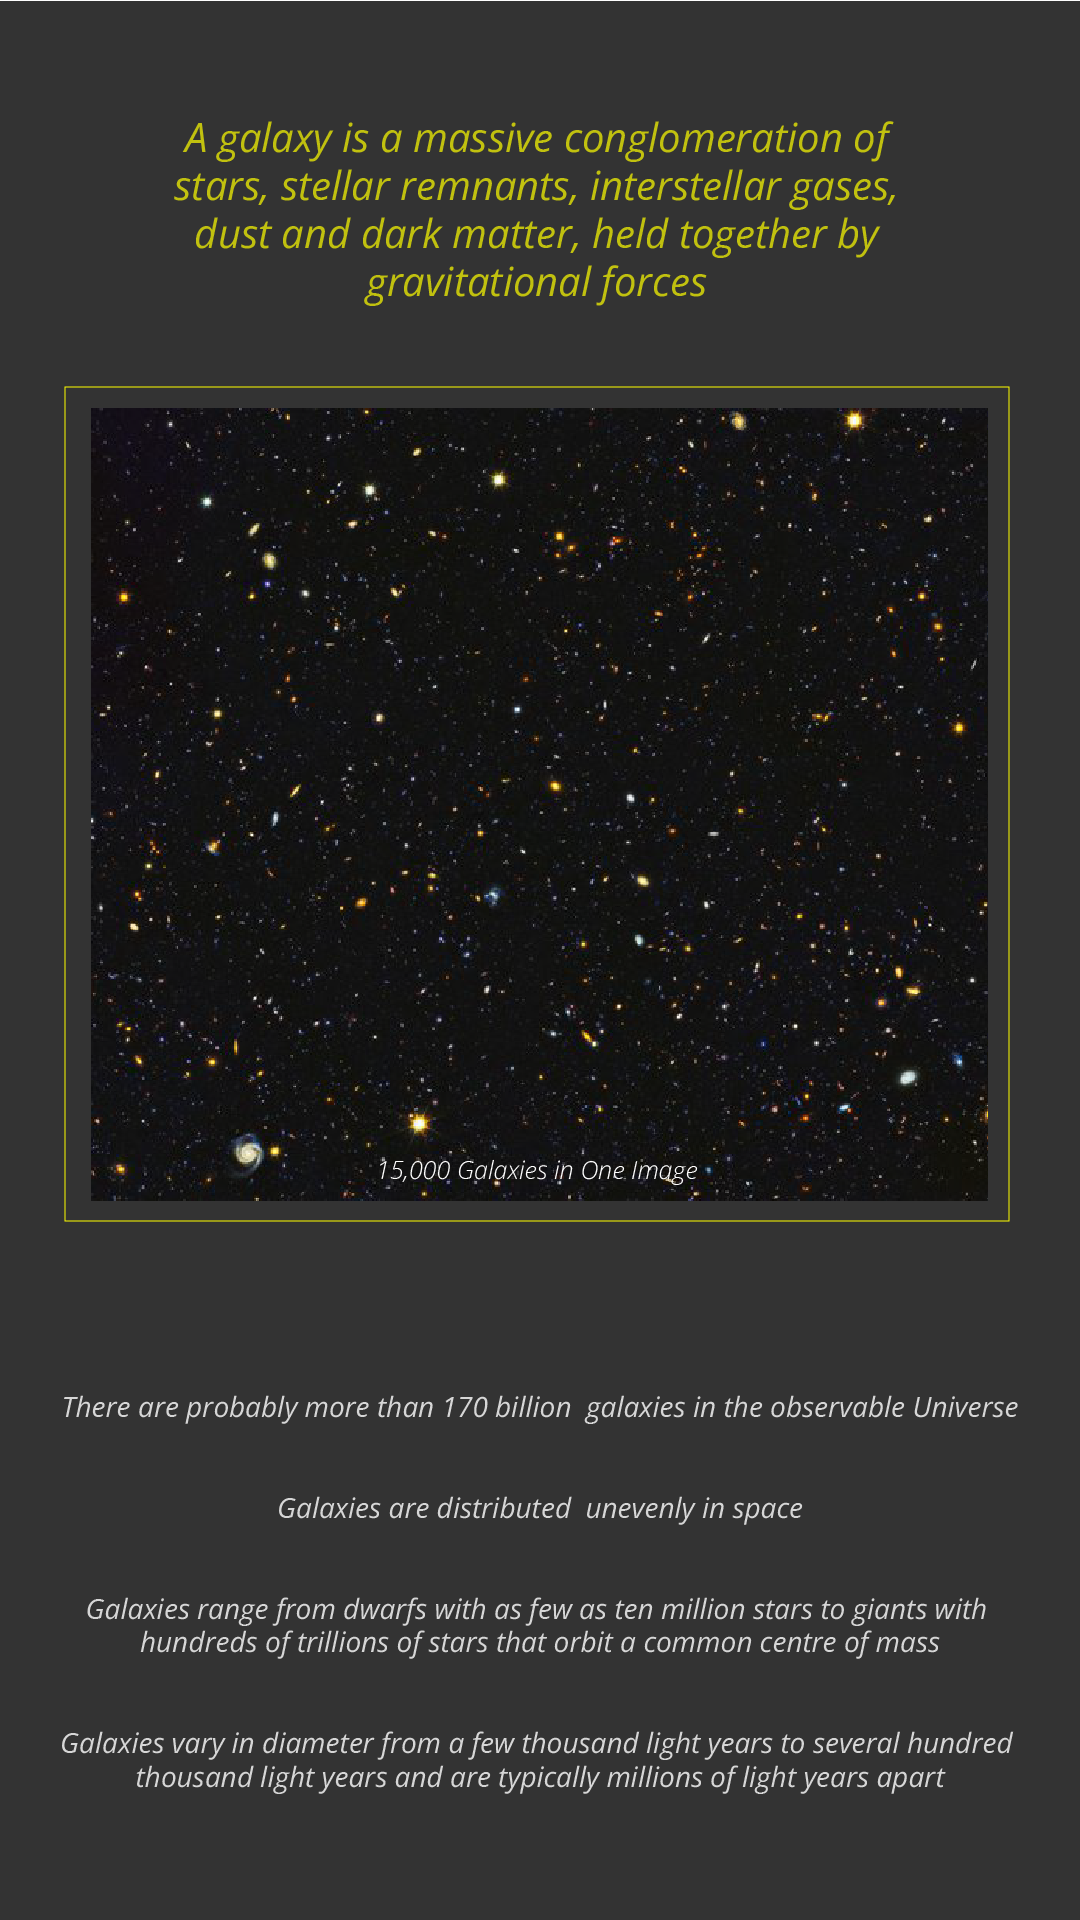 A galaxy is a massive conglomeration of
stars, stellar remnants, interstellar gases,
dust and dark matter, held together by
gravitational forces
15,000 Galaxies in One Image
There are probably more than 170 billion  galaxies in the observable Universe
Galaxies are distributed  unevenly in space
Galaxies range from dwarfs with as few as ten million stars to giants with
hundreds of trillions of stars that orbit a common centre of mass
Galaxies vary in diameter from a few thousand light years to several hundred
thousand light years and are typically millions of light years apart